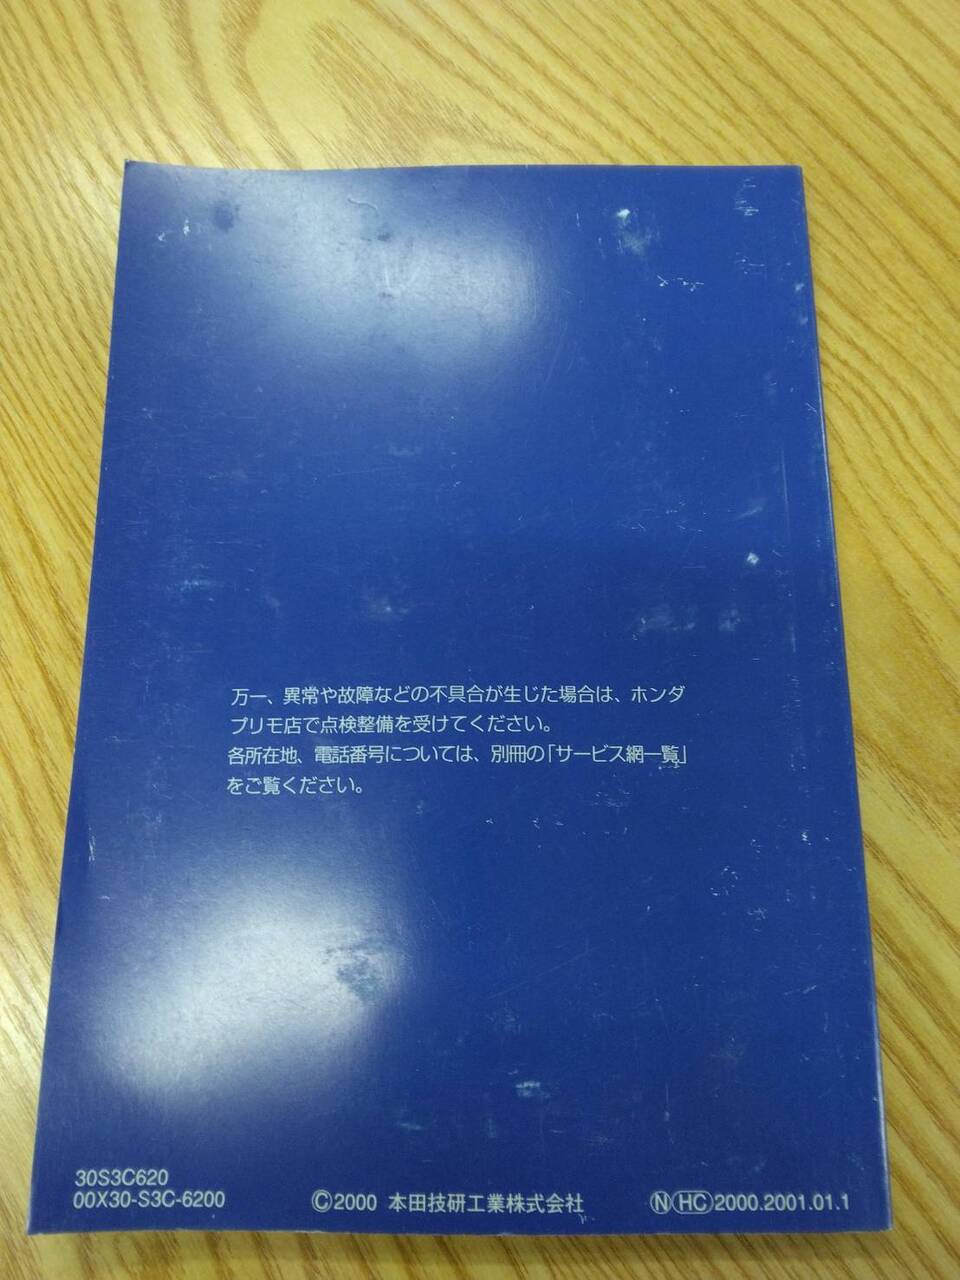 万一、異常や故障などの不具合が生じた場合は、ホンダ
プリモ店で点検整備を受けてください。
各所在地、電話番号については、別冊の「サービス網一覧」
をご覧ください。
30S3C620
00X30-S3C-6200
©2000 本田技研工業株式会社
Ⓝ HC 2000.2001.01.1